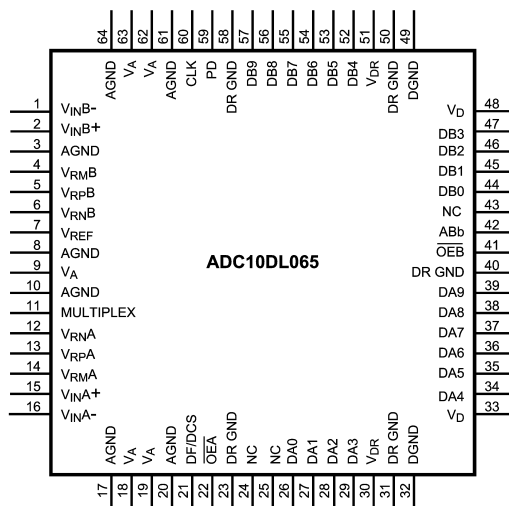 64 63 62 61 60 59 58 57 56 55 54 53 52 51 50 49
AGND VA VA AGND CLK PD DR GND DB9 DB8 DB7 DB6 DB5 DB4 VDR DR GND DGND
1 VINB-
2 VINB+
3 AGND
4 VRMB
5 VRPB
6 VRNB
7 VREF
8 AGND
9 VA
10 AGND
11 MULTIPLEX
12 VRNA
13 VRPA
14 VRMA
15 VINA+
16 VINA-
ADC10DL065
VD 48
DB3 47
DB2 46
DB1 45
DB0 44
NC 43
ABb 42
OEB 41
DR GND 40
DA9 39
DA8 38
DA7 37
DA6 36
DA5 35
DA4 34
VD 33
AGND VA VA AGND DF/DCS OEA DR GND NC NC DA0 DA1 DA2 DA3 VDR DR GND DGND
17 18 19 20 21 22 23 24 25 26 27 28 29 30 31 32